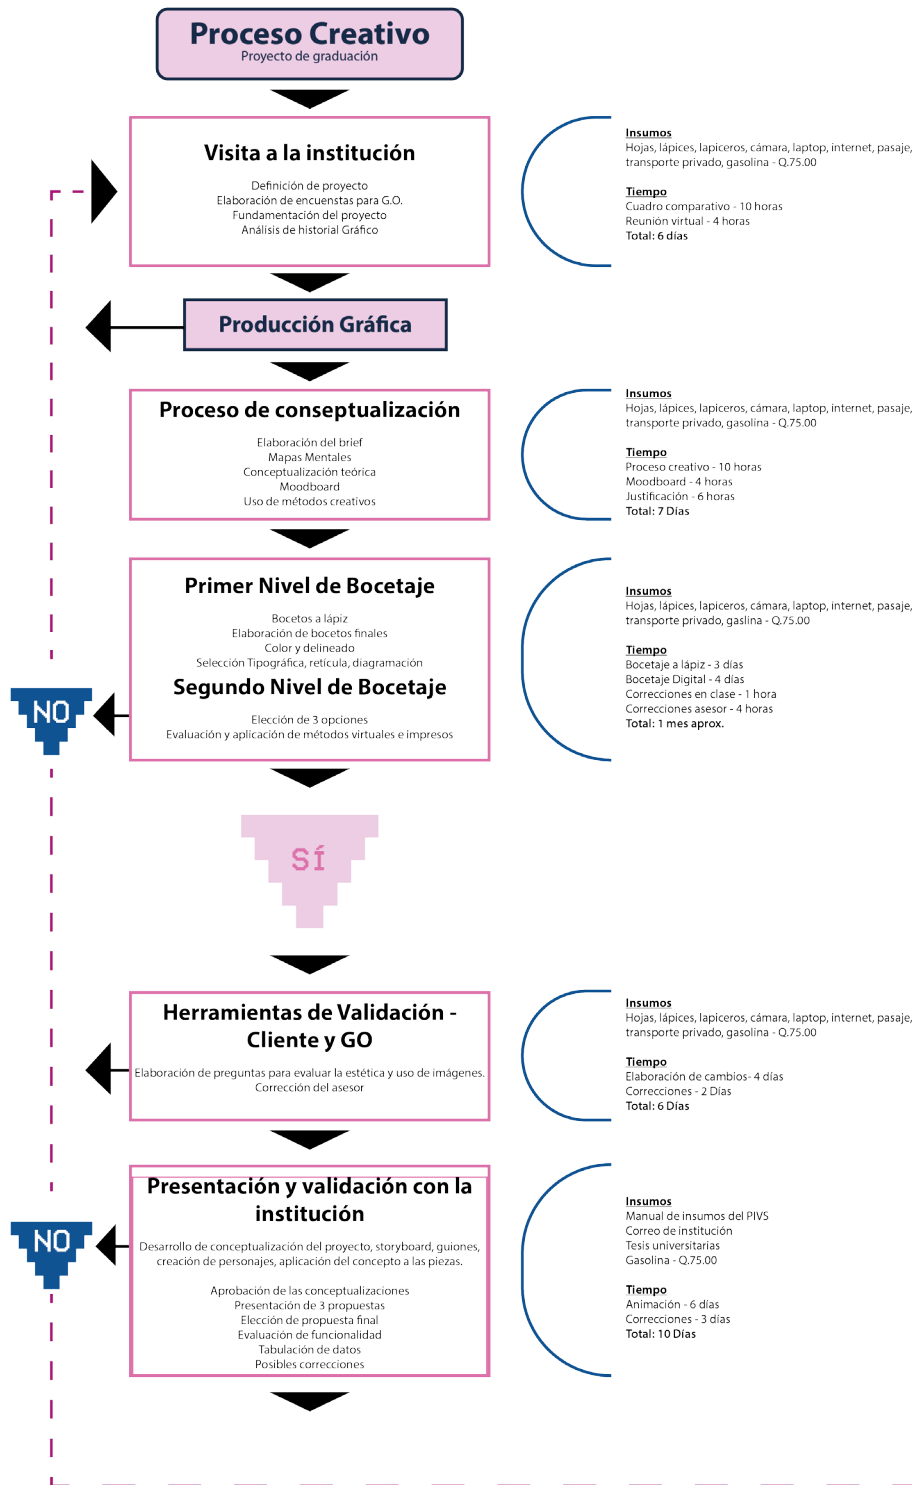 Proceso Creativo
Proyecto de graduación
Visita a la institución
Definición de proyecto
Elaboración de encuenstas para G.O.
Fundamentación del proyecto
Análisis de historial Gráfico
Insumos
Hojas, lápices, lapiceros, cámara, laptop, internet, pasaje,
transporte privado, gasolina - Q.75.00
Tiempo
Cuadro comparativo - 10 horas
Reunión virtual - 4 horas
Total: 6 días
Producción Gráfica
Proceso de conseptualización
Elaboración del brief
Mapas Mentales
Conceptualización teórica
Moodboard
Uso de métodos creativos
Insumos
Hojas, lápices, lapiceros, cámara, laptop, internet, pasaje,
transporte privado, gasolina - Q.75.00
Tiempo
Proceso creativo - 10 horas
Moodboard - 4 horas
Justificación - 6 horas
Total: 7 Días
Primer Nivel de Bocetaje
Bocetos a lápiz
Elaboración de bocetos finales
Color y delineado
Selección Tipográfica, retícula, diagramación
Segundo Nivel de Bocetaje
Elección de 3 opciones
Evaluación y aplicación de métodos virtuales e impresos
NO
Insumos
Hojas, lápices, lapiceros, cámara, laptop, internet, pasaje,
transporte privado, gaslina - Q.75.00
Tiempo
Bocetaje a lápiz - 3 días
Bocetaje Digital - 4 días
Correcciones en clase - 1 hora
Correcciones asesor - 4 horas
Total: 1 mes aprox.
SÍ
Herramientas de Validación -
Cliente y GO
Elaboración de preguntas para evaluar la estética y uso de imágenes.
Corrección del asesor
Insumos
Hojas, lápices, lapiceros, cámara, laptop, internet, pasaje,
transporte privado, gasolina - Q.75.00
Tiempo
Elaboración de cambios- 4 días
Correcciones - 2 Días
Total: 6 Días
Presentación y validación con la
institución
Desarrollo de conceptualización del proyecto, storyboard, guiones,
creación de personajes, aplicación del concepto a las piezas.
Aprobación de las conceptualizaciones
Presentación de 3 propuestas
Elección de propuesta final
Evaluación de funcionalidad
Tabulación de datos
Posibles correcciones
NO
Insumos
Manual de insumos del PIVS
Correo de institución
Tesis universitarias
Gasolina - Q.75.00
Tiempo
Animación - 6 días
Correcciones - 3 días
Total: 10 Días